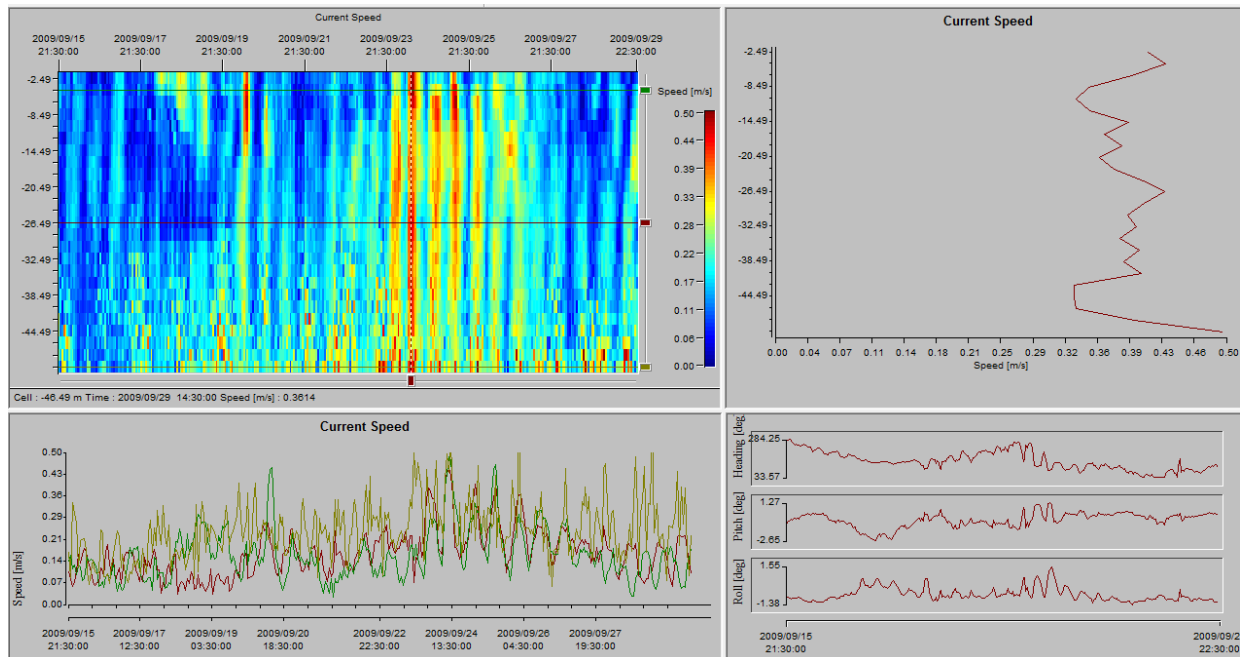 Current Speed
2009/09/15 2009/09/17 2009/09/19 2009/09/21 2009/09/23 2009/09/25 2009/09/27 2009/09/29
21:30:00 21:30:00 21:30:00 21:30:00 21:30:00 21:30:00 21:30:00 22:30:00
-2.49
-8.49
-14.49
-20.49
-26.49
-32.49
-38.49
-44.49
Speed [m/s]
0.50
0.44
0.39
0.33
0.28
0.22
0.17
0.11
0.06
0.00
Cell : -46.49 m Time : 2009/09/29 14:30:00 Speed [m/s] : 0.3614
Current Speed
-2.49
-8.49
-14.49
-20.49
-26.49
-32.49
-38.49
-44.49
0.00 0.04 0.07 0.11 0.14 0.18 0.21 0.25 0.29 0.32 0.36 0.39 0.43 0.46 0.50
Speed [m/s]
Current Speed
Speed [m/s]
0.50
0.43
0.36
0.29
0.21
0.14
0.07
0.00
2009/09/15 2009/09/17 2009/09/19 2009/09/20 2009/09/22 2009/09/24 2009/09/26 2009/09/27
21:30:00 12:30:00 03:30:00 18:30:00 22:30:00 13:30:00 04:30:00 19:30:00
Heading [deg
284.25
33.57
Pitch [deg]
1.27
-2.65
Roll [deg]
-1.38
2009/09/15 2009/09/2
21:30:00 22:30:00